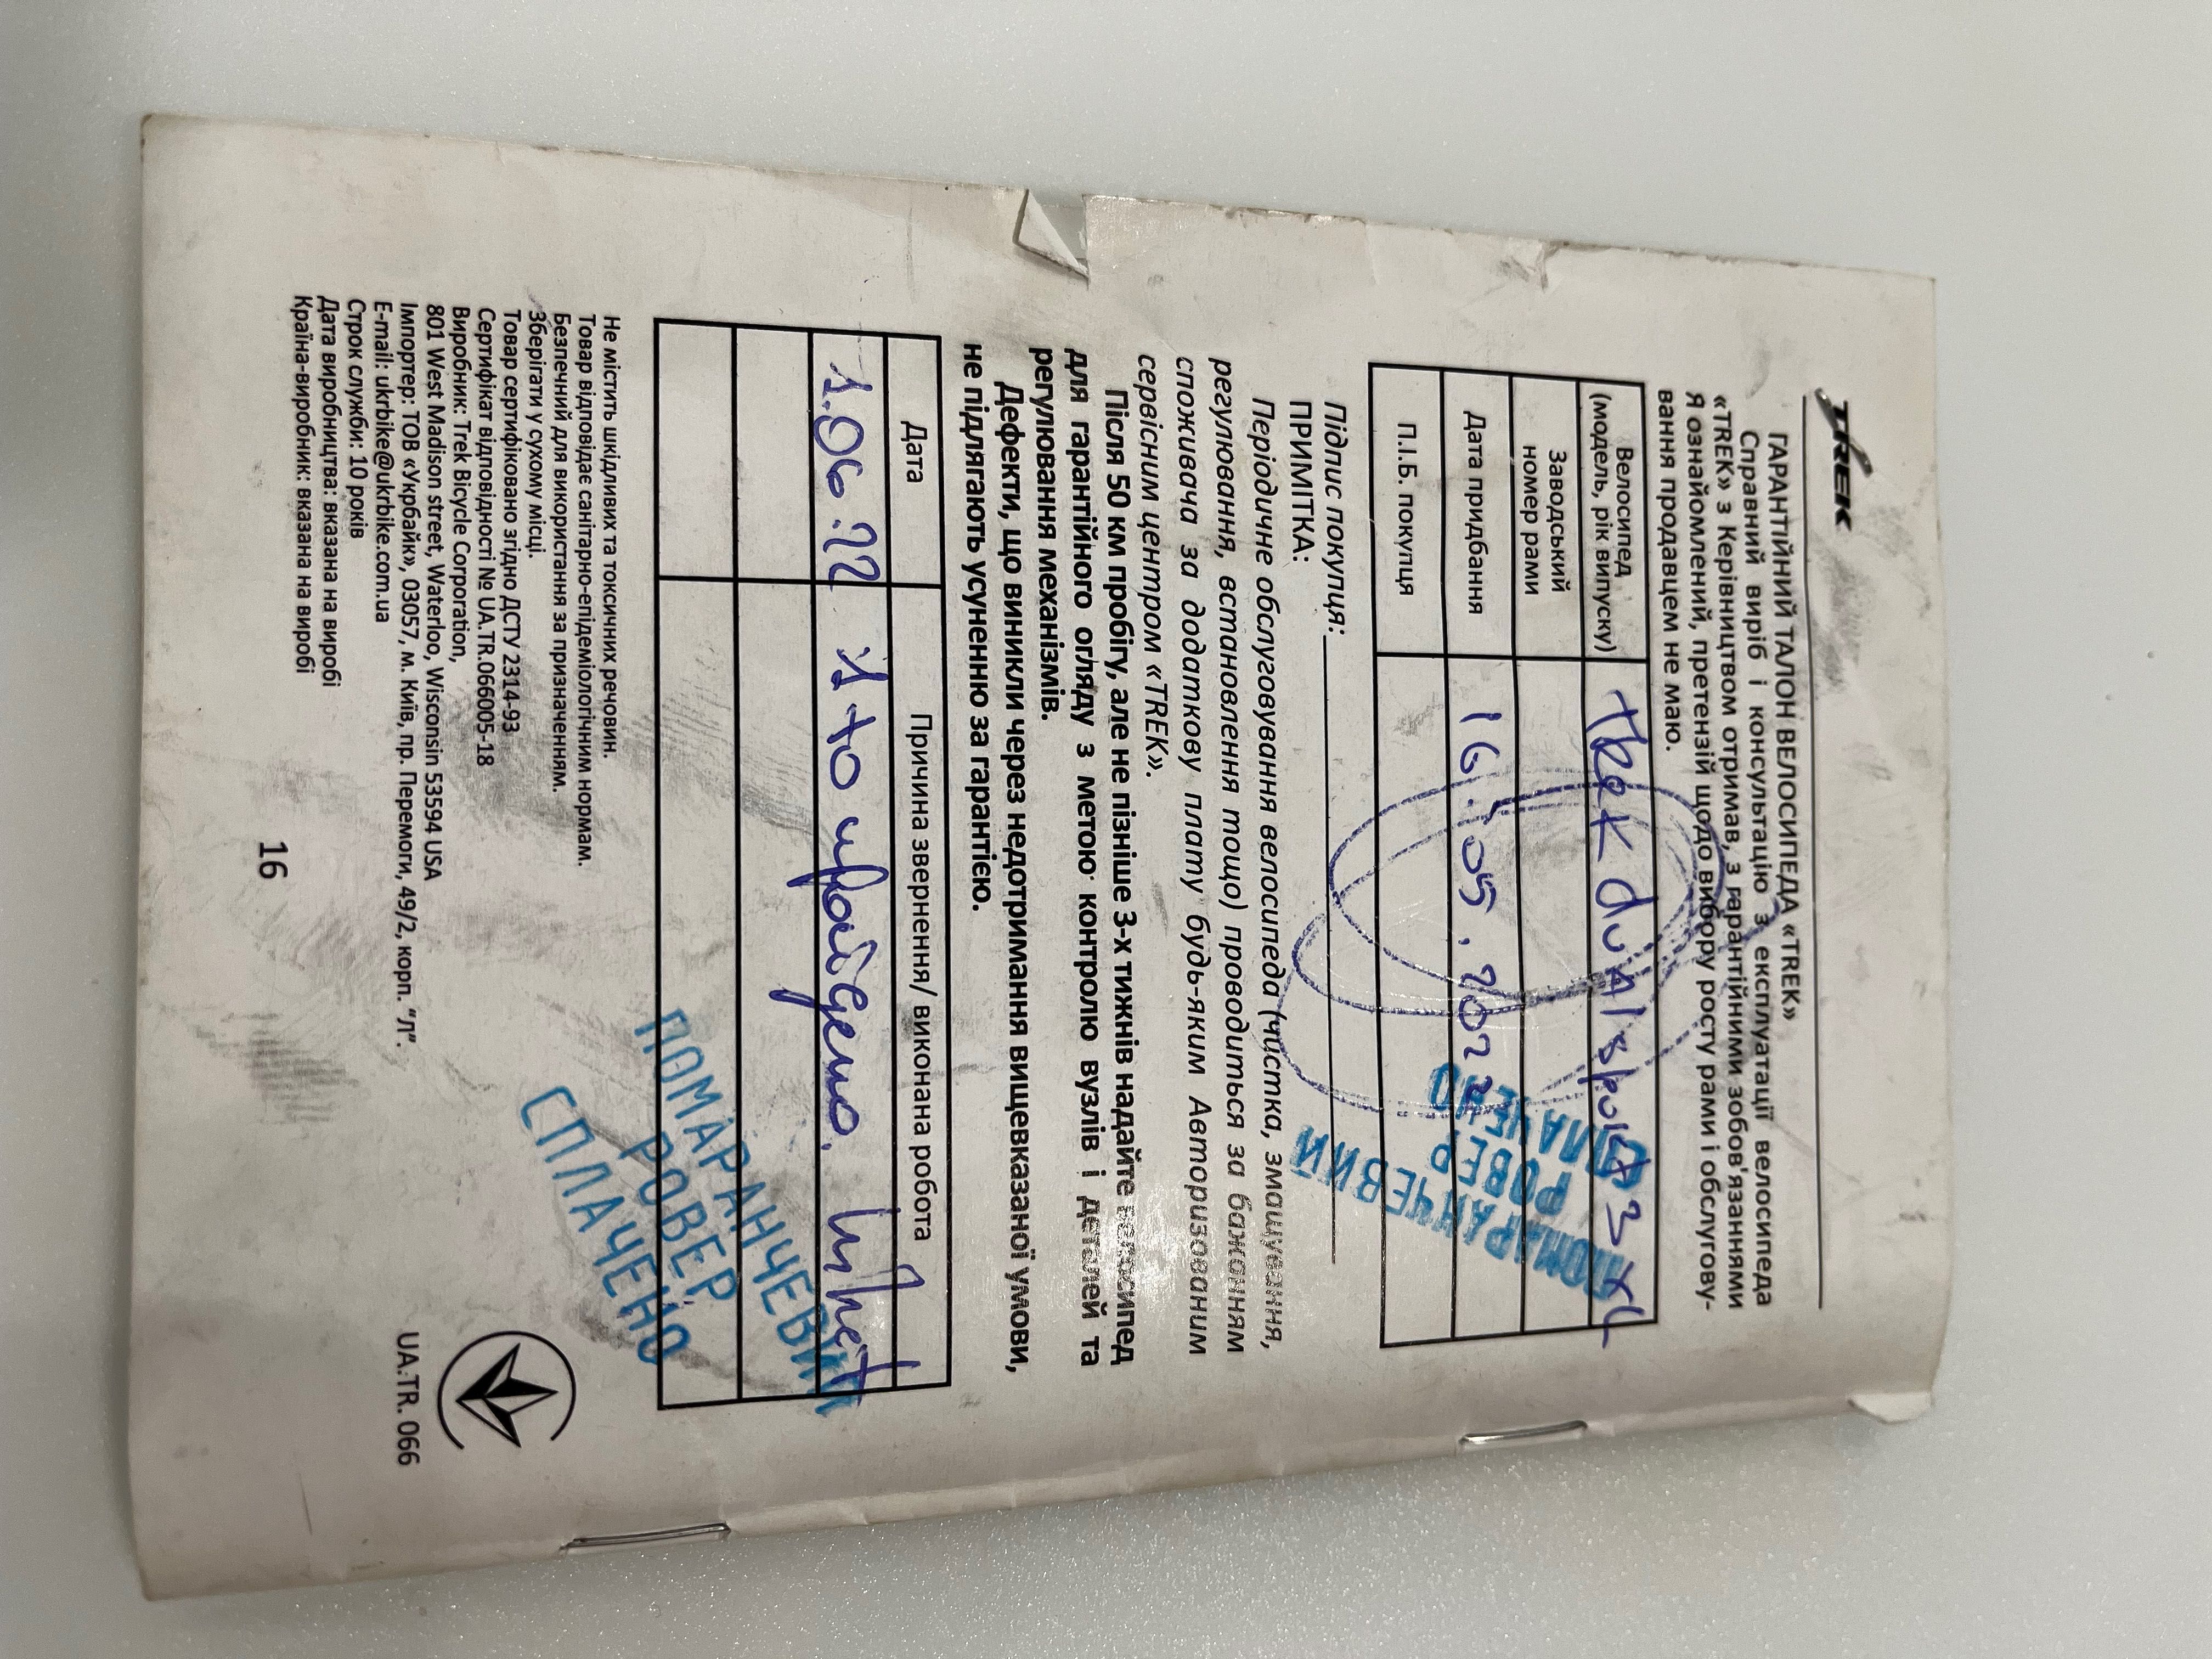 TREK
ГАРАНТІЙНИЙ ТАЛОН ВЕЛОСИПЕДА «TREK»
Справний виріб і консультацію з експлуатації велосипеда
«TREK» з Керівництвом отримав, з гарантійними зобов'язаннями
я ознайомлений, претензій щодо вибору росту рами і обслугову-
вання продавцем не маю.
Велосипед
(модель, рік випуску)
Trek dual sport 3 XL
Заводський
номер рами
Дата придбання
16.05.2022
П.І.Б. покупця
ПОМАРАНЧЕВИЙ
РОВЕР
СПЛАЧЕНО
Підпис покупця:
ПРИМІТКА:
Періодичне обслуговування велосипеда (чистка, змащування,
регулювання, встановлення тощо) проводиться за бажанням
споживача за додаткову плату будь-яким Авторизованим
сервісним центром «TREK».
Після 50 км пробігу, але не пізніше 3-х тижнів надайте велосипед
для гарантійного огляду з метою контролю вузлів і деталей та
регулювання механізмів.
Дефекти, що виникли через недотримання вищевказаної умови,
не підлягають усуненню за гарантією.
Дата
Причина звернення/ виконана робота
1.06.22
1 то пройдено.
ПОМАРАНЧЕВИЙ
РОВЕР
СПЛАЧЕНО
Не містить шкідливих та токсичних речовин.
Товар відповідає санітарно-епідеміологічним нормам.
Безпечний для використання за призначенням.
Зберігати у сухому місці.
Товар сертифіковано згідно ДСТУ 2314-93
Сертифікат відповідності № UA.TR.066005-18
Виробник: Trek Bicycle Corporation,
801 West Madison street, Waterloo, Wisconsin 53594 USA
Імпортер: ТОВ «Укрбайк», 03057, м. Київ, пр. Перемоги, 49/2, корп. "Л".
E-mail: ukrbike@ukrbike.com.ua
Строк служби: 10 років
Дата виробництва: вказана на виробі
Країна-виробник: вказана на виробі
UA.TR. 066
16